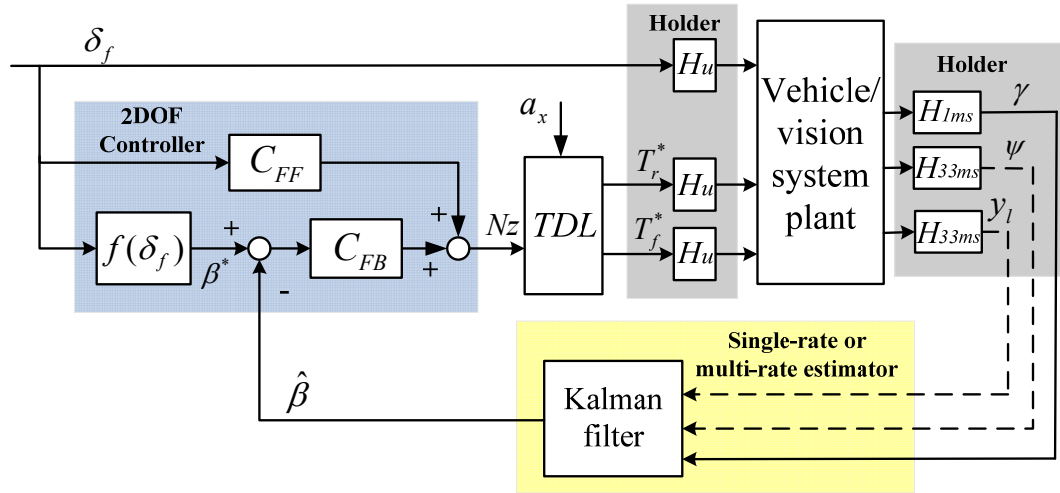 δf
2DOF
Controller
CFF
f(δf)
β*
+
-
CFB
+
+
Nz
ax
TDL
Tr*
Tf*
Holder
Hu
Hu
Hu
Vehicle/
vision
system
plant
Holder
H1ms
γ
H33ms
ψ
H33ms
yl
Single-rate or
multi-rate estimator
Kalman
filter
β̂